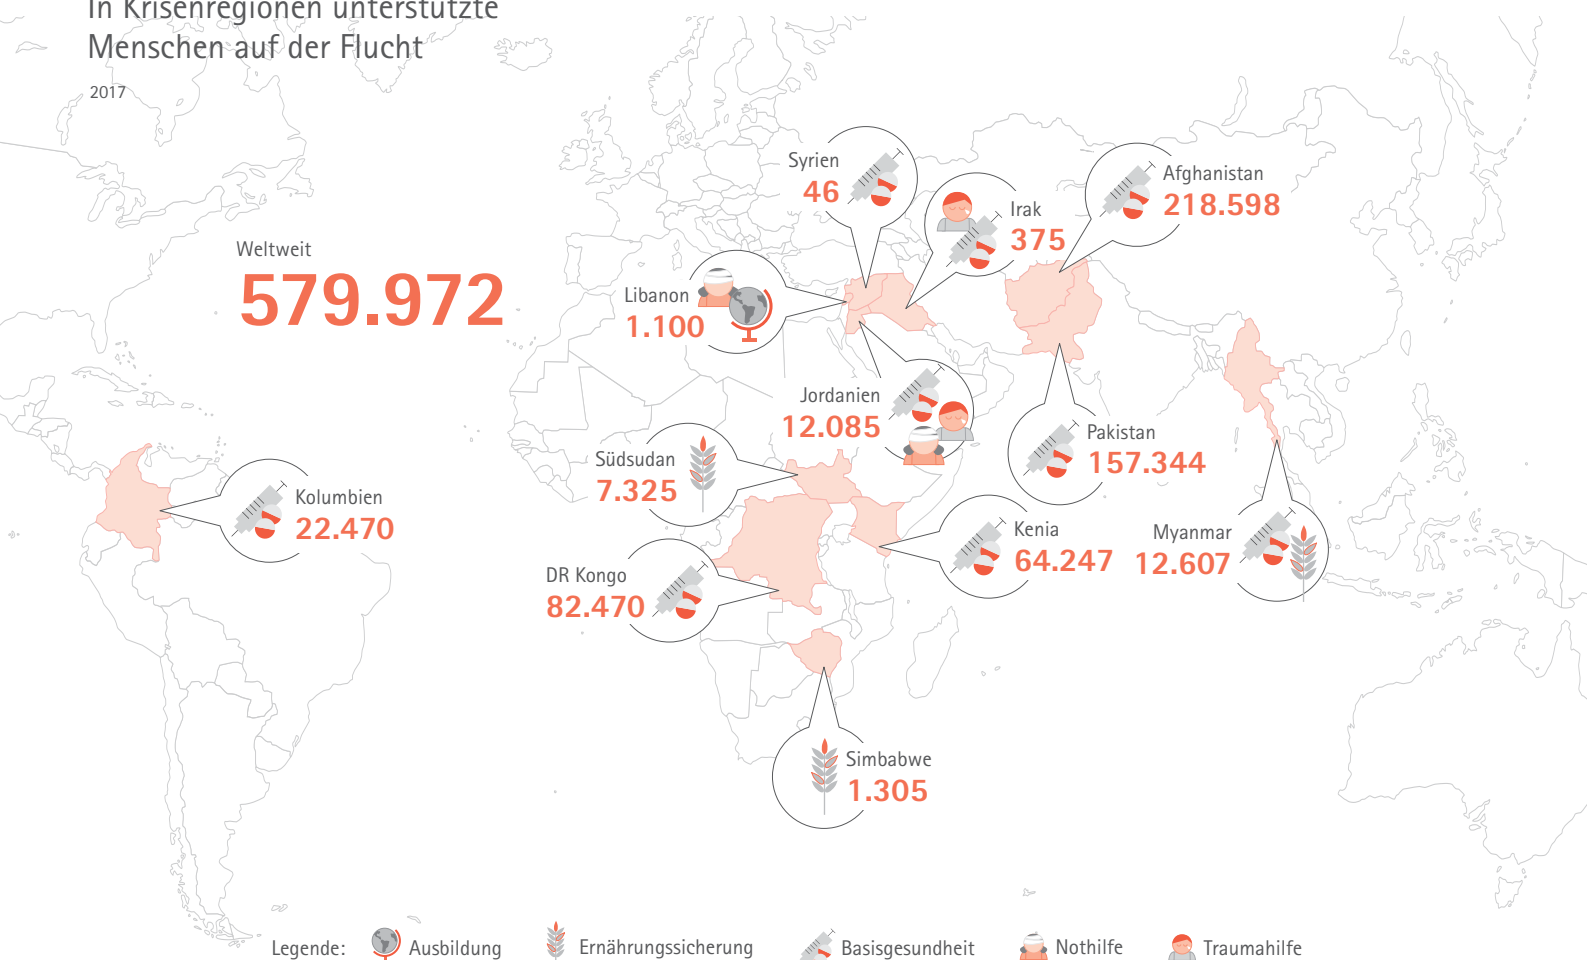 In Krisenregionen unterstützte
Menschen auf der Flucht
2017
Weltweit
579.972
Syrien
46
Irak
375
Afghanistan
218.598
Libanon
1.100
Jordanien
12.085
Pakistan
157.344
Südsudan
7.325
Kolumbien
22.470
Kenia
64.247
Myanmar
12.607
DR Kongo
82.470
Simbabwe
1.305
Legende: Ausbildung Ernährungssicherung Basisgesundheit Nothilfe Traumahilfe